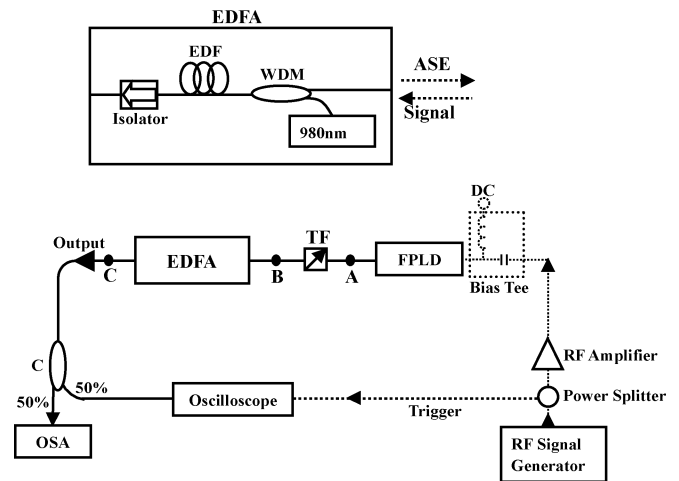 EDFA
EDF
WDM
Isolator
980nm
ASE
Signal
DC
Output
C
EDFA
B
TF
A
FPLD
Bias Tee
RF Amplifier
C
50%
50%
Oscilloscope
Trigger
Power Splitter
OSA
RF Signal
Generator